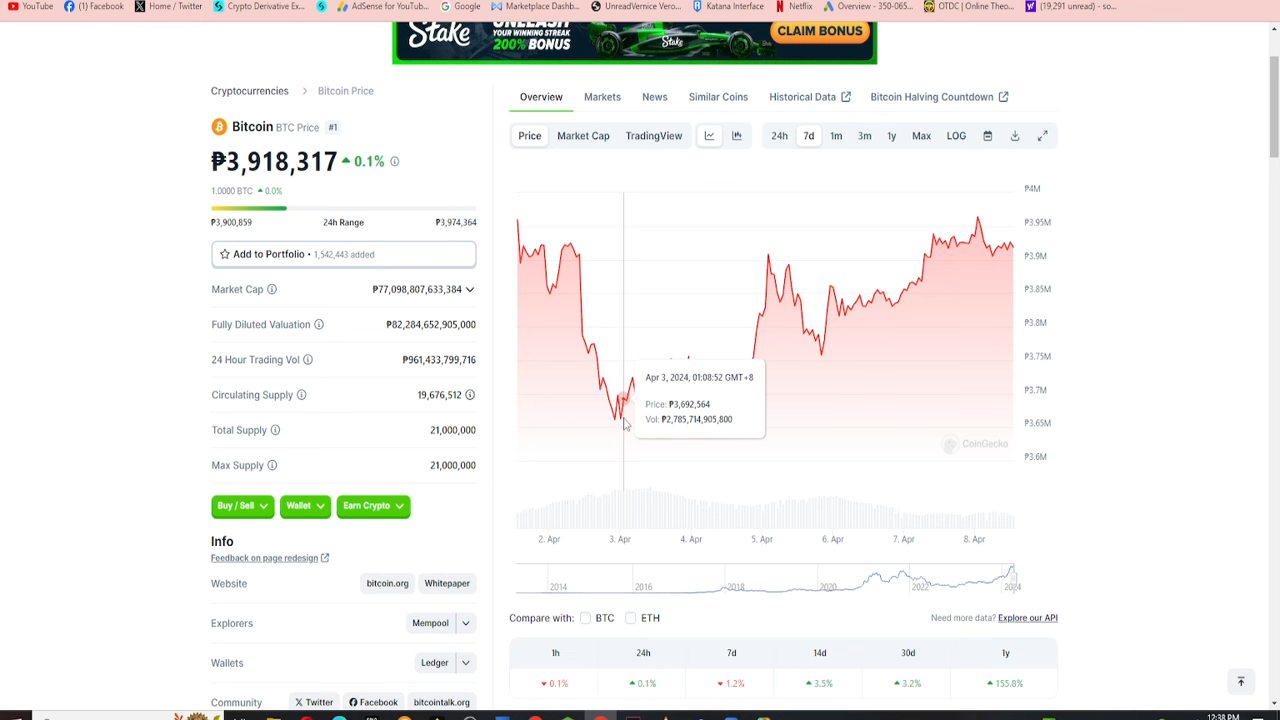 YouTube
(1) Facebook
Home / Twitter
Crypto Derivative Ex...
AdSense for YouTub...
Google
Marketplace Dashb...
UnreadVernice Vero...
Katana Interface
Netflix
Overview – 350-065...
OTDC | Online Theo...
(19,291 unread) - so...
Stake
UNLEASH
YOUR WINNING STREAK
200% BONUS
Stake
CLAIM BONUS
Cryptocurrencies > Bitcoin Price
Overview Markets News Similar Coins Historical Data Bitcoin Halving Countdown
Bitcoin BTC Price #1
Price Market Cap TradingView 24h 7d 1m 3m 1y Max LOG
₱3,918,317 0.1%
1.0000 BTC 0.0%
₱3,900,859 24h Range ₱3,974,364
Add to Portfolio • 1,542,443 added
Market Cap ₱77,098,807,633,384
Fully Diluted Valuation ₱82,284,652,905,000
24 Hour Trading Vol ₱961,433,799,716
Circulating Supply 19,676,512
Total Supply 21,000,000
Max Supply 21,000,000
Buy / Sell Wallet Earn Crypto
Info
Feedback on page redesign
Website bitcoin.org Whitepaper
Explorers Mempool
Wallets Ledger
Community Twitter Facebook bitcointalk.org
₱4M
₱3.95M
₱3.9M
₱3.85M
₱3.8M
₱3.75M
₱3.7M
₱3.65M
₱3.6M
Apr 3, 2024, 01:08:52 GMT+8
Price: ₱3,692,564
Vol: ₱2,785,714,905,800
CoinGecko
2. Apr 3. Apr 4. Apr 5. Apr 6. Apr 7. Apr 8. Apr
2014 2016 2018 2020 2022 2024
Compare with: BTC ETH
Need more data? Explore our API
1h 24h 7d 14d 30d 1y
0.1% 0.1% 1.2% 3.5% 3.2% 155.8%
12:38 PM